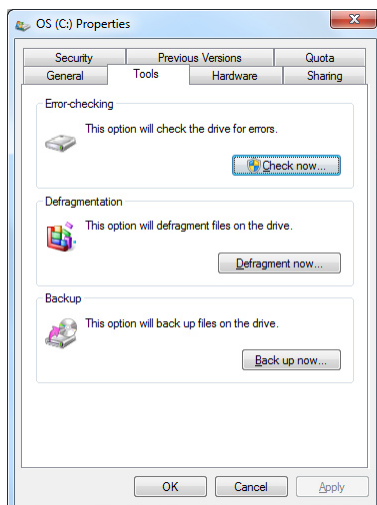 OS (C:) Properties
Security Previous Versions Quota
General Tools Hardware Sharing
Error-checking
This option will check the drive for errors.
Check now...
Defragmentation
This option will defragment files on the drive.
Defragment now...
Backup
This option will back up files on the drive.
Back up now...
OK Cancel Apply